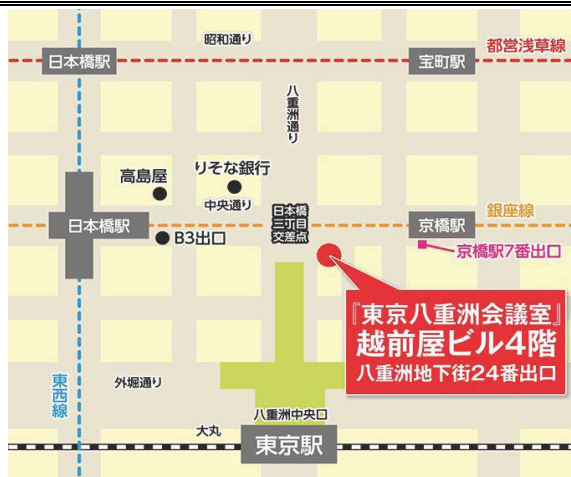 昭和通り
都営浅草線
日本橋駅
宝町駅
八重洲通り
高島屋
りそな銀行
中央通り
日本橋
二丁目
交差点
日本橋駅
銀座線
京橋駅
B3出口
京橋駅7番出口
『東京八重洲会議室』
越前屋ビル4階
八重洲地下街24番出口
東西線
外堀通り
八重洲中央口
大丸
東京駅